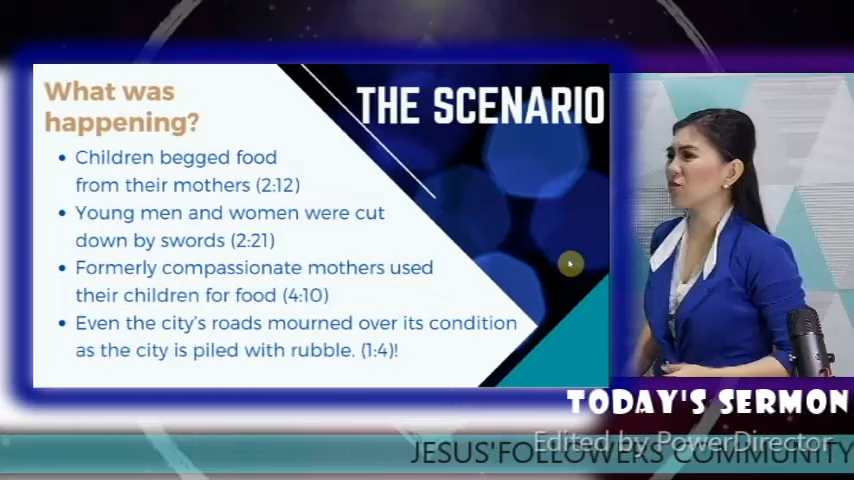 What was
happening?
THE SCENARIO
• Children begged food
from their mothers (2:12)
• Young men and women were cut
down by swords (2:21)
• Formerly compassionate mothers used
their children for food (4:10)
• Even the city's roads mourned over its condition
as the city is piled with rubble. (1:4)!
TODAY'S SERMON
Edited by PowerDirector
JESUS'FOLLOWERS COMMUNITY